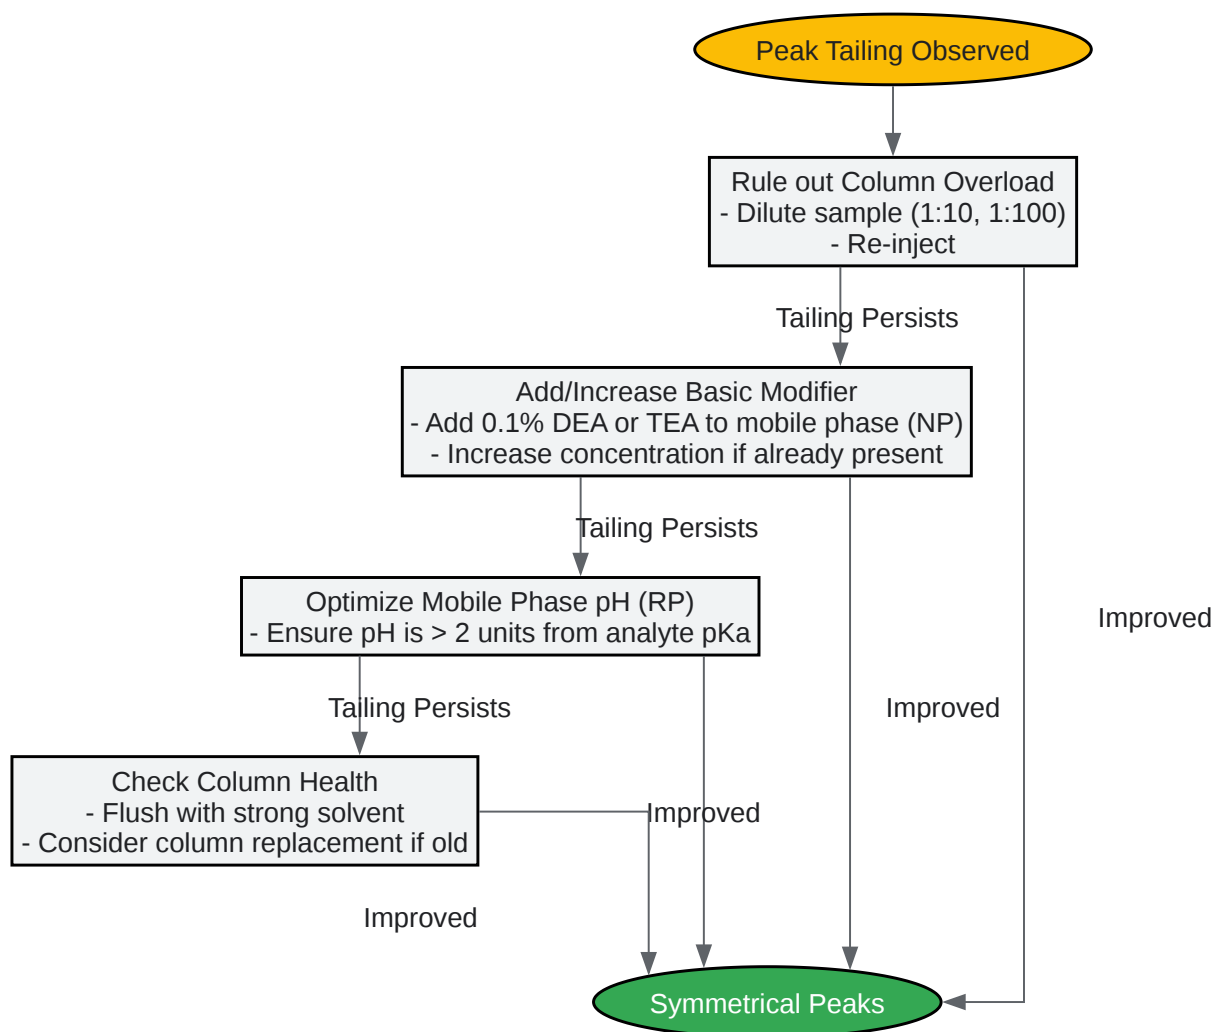 Peak Tailing Observed
Rule out Column Overload
- Dilute sample (1:10, 1:100)
- Re-inject
Tailing Persists
Add/Increase Basic Modifier
- Add 0.1% DEA or TEA to mobile phase (NP)
- Increase concentration if already present
Tailing Persists
Optimize Mobile Phase pH (RP)
- Ensure pH is > 2 units from analyte pKa
Improved
Tailing Persists
Improved
Check Column Health
- Flush with strong solvent
- Consider column replacement if old
Improved
Improved
Symmetrical Peaks